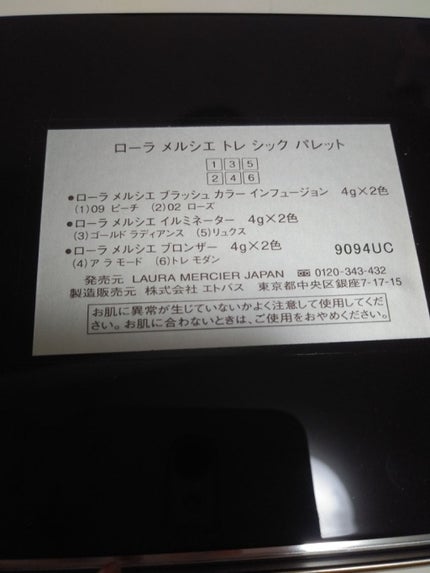 ローラ メルシエ トレ シック パレット
1 3 5
2 4 6
●ローラ メルシエ ブラッシュ カラー インフュージョン 4g×2色
(1)09 ピーチ (2)02 ローズ
●ローラ メルシエ イルミネーター 4g×2色
(3)ゴールド ラディアンス (5)リュクス
●ローラ メルシエ ブロンザー 4g×2色 9094UC
(4)ア ラ モード (6)トレ モダン
発売元 LAURA MERCIER JAPAN 0120-343-432
製造販売元 株式会社 エトバス 東京都中央区銀座7-17-15
お肌に異常が生じていないかよく注意して使用してくだ
さい。お肌に合わないときは、ご使用をおやめください。